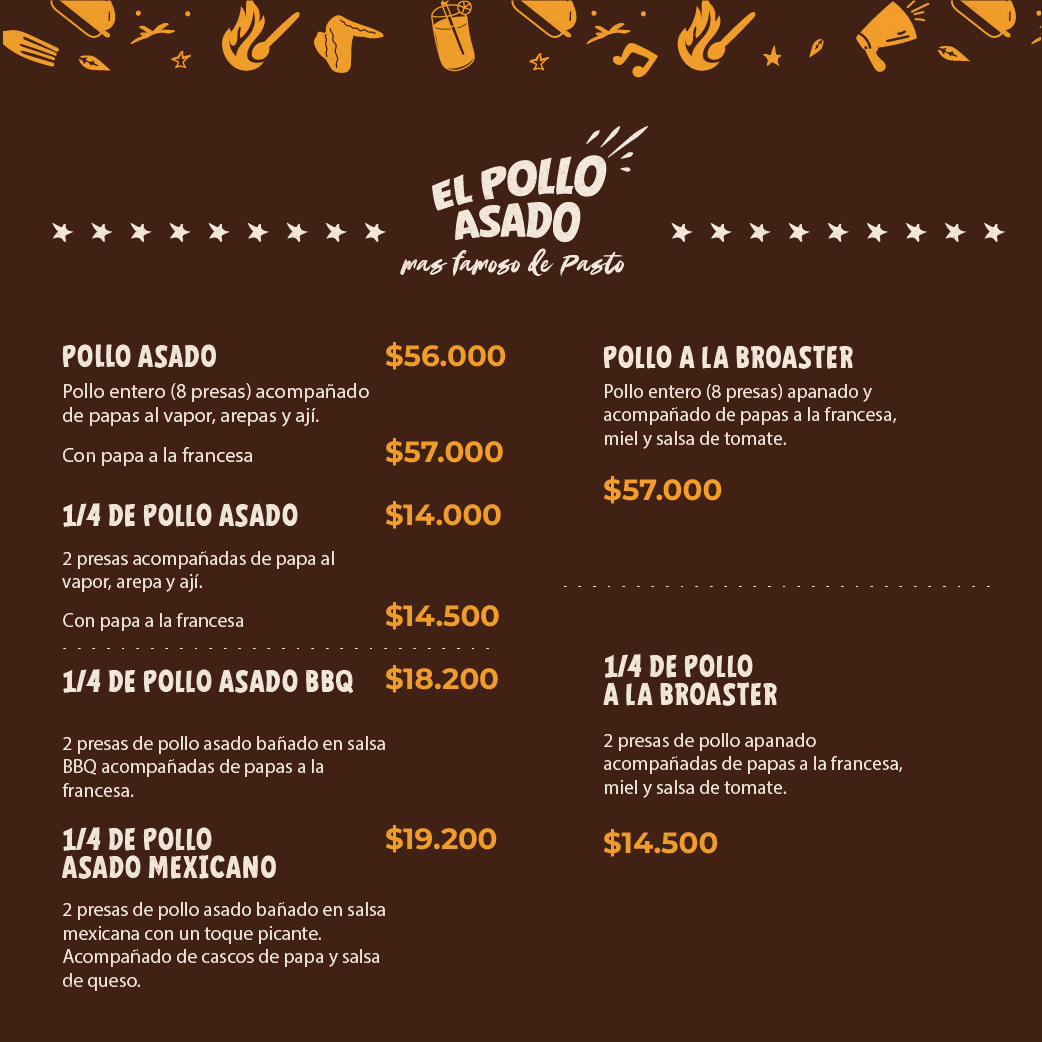 EL POLLO
ASADO
mas famoso de Pasto
POLLO ASADO $56.000
Pollo entero (8 presas) acompañado
de papas al vapor, arepas y ají.
Con papa a la francesa $57.000
1/4 DE POLLO ASADO $14.000
2 presas acompañadas de papa al
vapor, arepa y ají.
Con papa a la francesa $14.500
1/4 DE POLLO ASADO BBQ $18.200
2 presas de pollo asado bañado en salsa
BBQ acompañadas de papas a la
francesa.
1/4 DE POLLO $19.200
ASADO MEXICANO
2 presas de pollo asado bañado en salsa
mexicana con un toque picante.
Acompañado de cascos de papa y salsa
de queso.
POLLO A LA BROASTER
Pollo entero (8 presas) apanado y
acompañado de papas a la francesa,
miel y salsa de tomate.
$57.000
1/4 DE POLLO
A LA BROASTER
2 presas de pollo apanado
acompañadas de papas a la francesa,
miel y salsa de tomate.
$14.500